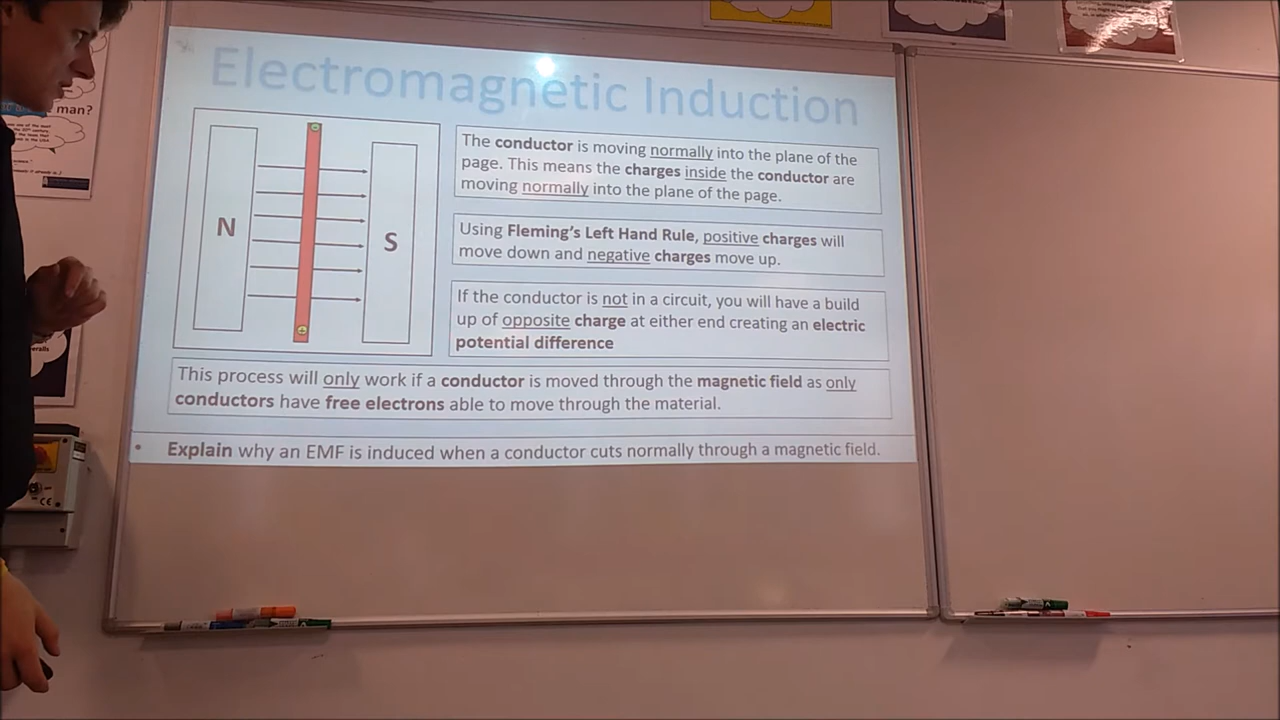 Electromagnetic Induction
N
S
The conductor is moving normally into the plane of the
page. This means the charges inside the conductor are
moving normally into the plane of the page.
Using Fleming's Left Hand Rule, positive charges will
move down and negative charges move up.
If the conductor is not in a circuit, you will have a build
up of opposite charge at either end creating an electric
potential difference
This process will only work if a conductor is moved through the magnetic field as only
conductors have free electrons able to move through the material.
• Explain why an EMF is induced when a conductor cuts normally through a magnetic field.
man?
CE